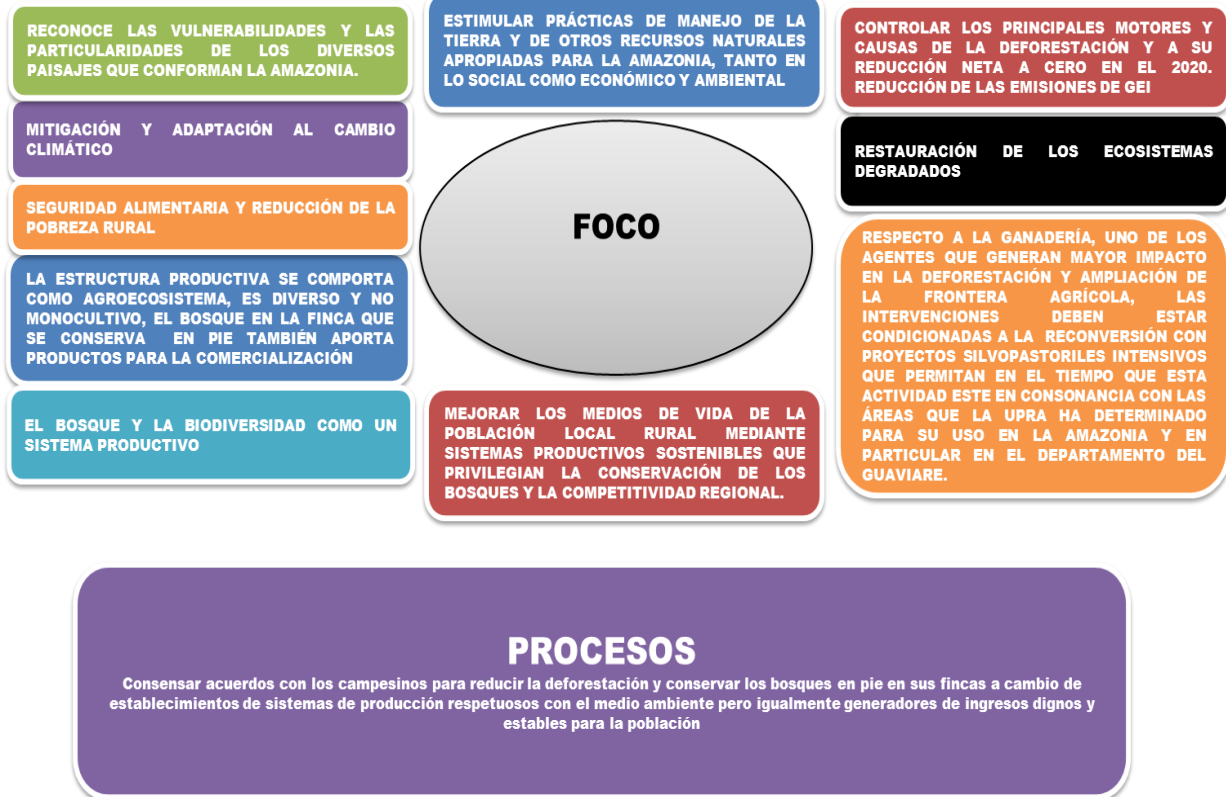 RECONOCE LAS VULNERABILIDADES Y LAS
PARTICULARIDADES DE LOS DIVERSOS
PAISAJES QUE CONFORMAN LA AMAZONIA.
MITIGACIÓN Y ADAPTACIÓN AL CAMBIO
CLIMÁTICO
SEGURIDAD ALIMENTARIA Y REDUCCIÓN DE LA
POBREZA RURAL
LA ESTRUCTURA PRODUCTIVA SE COMPORTA
COMO AGROECOSISTEMA, ES DIVERSO Y NO
MONOCULTIVO, EL BOSQUE EN LA FINCA QUE
SE CONSERVA EN PIE TAMBIÉN APORTA
PRODUCTOS PARA LA COMERCIALIZACIÓN
EL BOSQUE Y LA BIODIVERSIDAD COMO UN
SISTEMA PRODUCTIVO
ESTIMULAR PRÁCTICAS DE MANEJO DE LA
TIERRA Y DE OTROS RECURSOS NATURALES
APROPIADAS PARA LA AMAZONIA, TANTO EN
LO SOCIAL COMO ECONÓMICO Y AMBIENTAL
FOCO
MEJORAR LOS MEDIOS DE VIDA DE LA
POBLACIÓN LOCAL RURAL MEDIANTE
SISTEMAS PRODUCTIVOS SOSTENIBLES QUE
PRIVILEGIAN LA CONSERVACIÓN DE LOS
BOSQUES Y LA COMPETITIVIDAD REGIONAL.
CONTROLAR LOS PRINCIPALES MOTORES Y
CAUSAS DE LA DEFORESTACIÓN Y A SU
REDUCCIÓN NETA A CERO EN EL 2020.
REDUCCIÓN DE LAS EMISIONES DE GEI
RESTAURACIÓN DE LOS ECOSISTEMAS
DEGRADADOS
RESPECTO A LA GANADERÍA, UNO DE LOS
AGENTES QUE GENERAN MAYOR IMPACTO
EN LA DEFORESTACIÓN Y AMPLIACIÓN DE
LA FRONTERA AGRÍCOLA, LAS
INTERVENCIONES DEBEN ESTAR
CONDICIONADAS A LA RECONVERSIÓN CON
PROYECTOS SILVOPASTORILES INTENSIVOS
QUE PERMITAN EN EL TIEMPO QUE ESTA
ACTIVIDAD ESTE EN CONSONANCIA CON LAS
ÁREAS QUE LA UPRA HA DETERMINADO
PARA SU USO EN LA AMAZONIA Y EN
PARTICULAR EN EL DEPARTAMENTO DEL
GUAVIARE.
PROCESOS
Consensar acuerdos con los campesinos para reducir la deforestación y conservar los bosques en pie en sus fincas a cambio de
establecimientos de sistemas de producción respetuosos con el medio ambiente pero igualmente generadores de ingresos dignos y
estables para la población